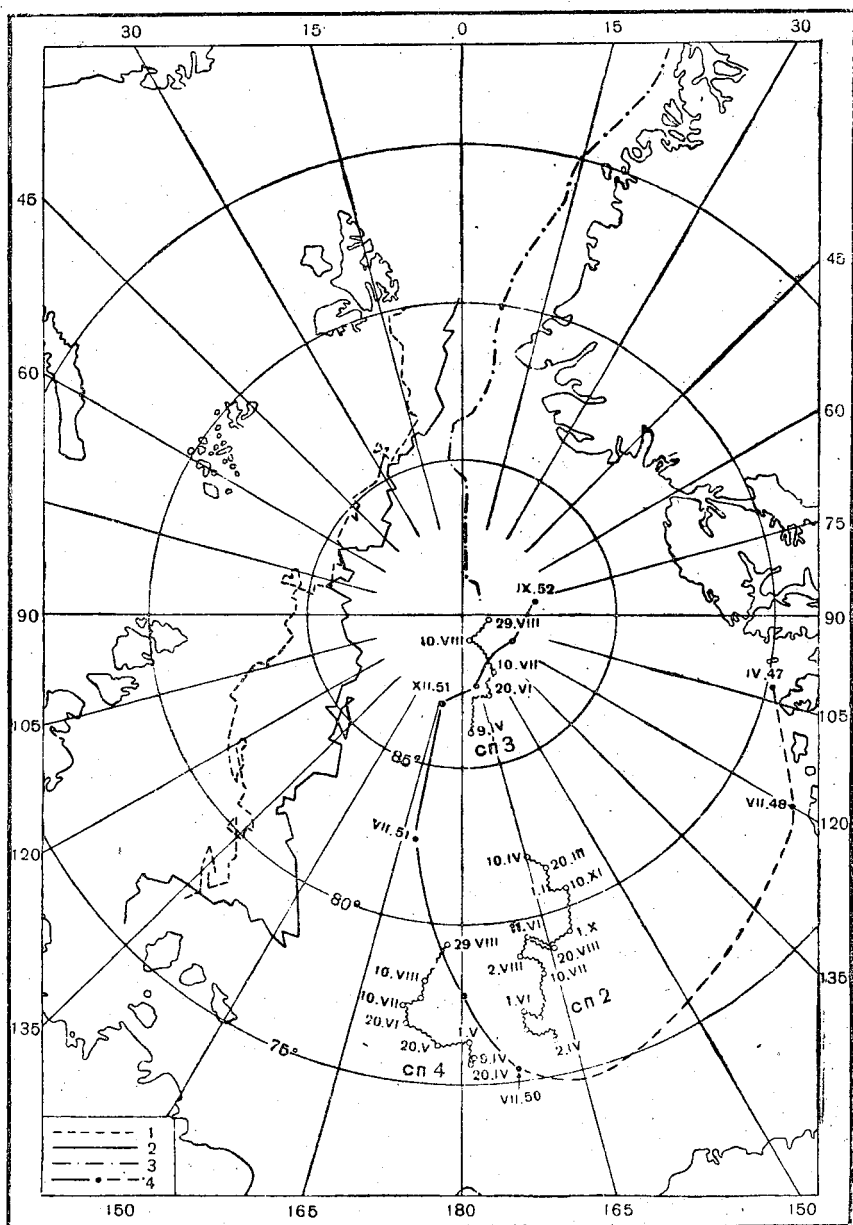 30 15 0 15 30
45
45
60
60
75
90
90
105
105
120
120
135
135
150 165 180 165 150
IX.52
29.VIII
10.VIII
10.VII
20.VI
XII.51
9.V
СП 3
85°
IV.47
VII.48
VII.51
10.IV
20.III
1.II
10.XI
80°
1.X
29.VIII
20.VIII
2.VIII
10.VIII
10.VII
10.VII
СП 2
1.VI
20.VI
1.V
2.IV
20.V
9.IV
20.IV
75°
СП 4
VII.50
1
2
3
4